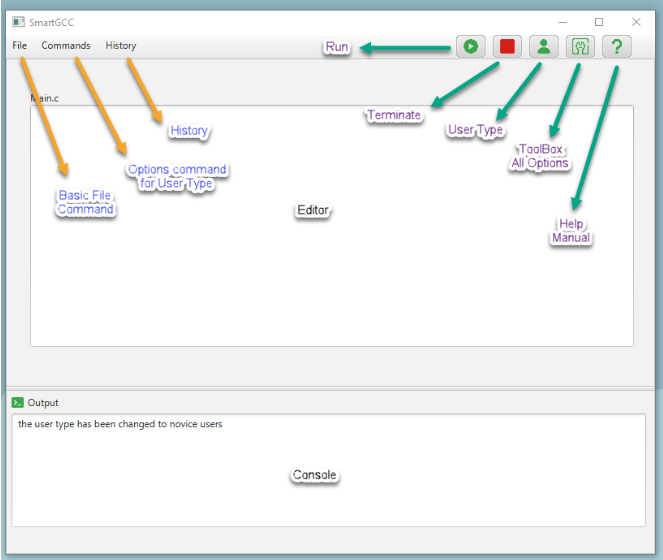 SmartGCC
File Commands History
Run
Main.c
Terminate
User Type
History
ToolBox
All Options
Options command
for User Type
Basic File
Command
Editor
Help
Manual
Output
the user type has been changed to novice users
Console